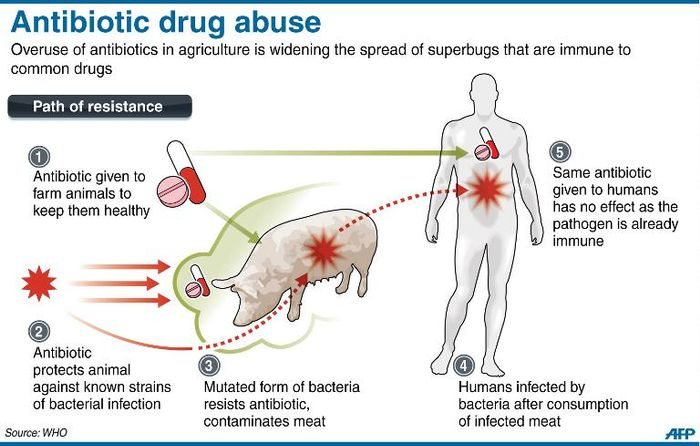 Antibiotic drug abuse
Overuse of antibiotics in agriculture is widening the spread of superbugs that are immune to
common drugs
Path of resistance
1
Antibiotic given to
farm animals to
keep them healthy
2
Antibiotic
protects animal
against known strains
of bacterial infection
3
Mutated form of bacteria
resists antibiotic,
contaminates meat
4
Humans infected by
bacteria after consumption
of infected meat
5
Same antibiotic
given to humans
has no effect as the
pathogen is already
immune
Source: WHO
AFP